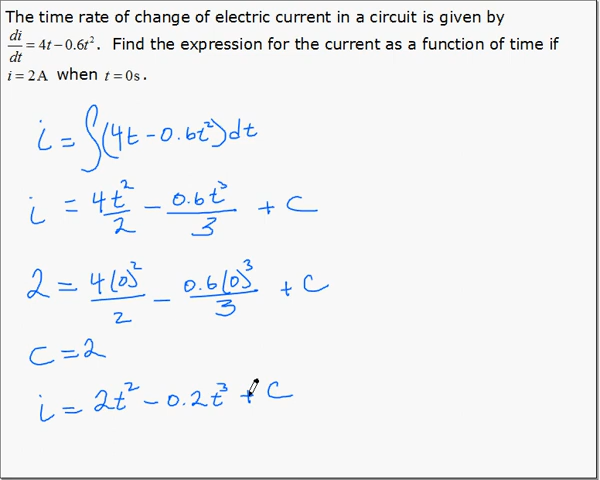 The time rate of change of electric current in a circuit is given by
di/dt = 4t − 0.6t². Find the expression for the current as a function of time if
i = 2A when t = 0s.
i = ∫(4t − 0.6t²)dt
i = 4t²/2 − 0.6t³/3 + C
2 = 4(0)²/2 − 0.6(0)³/3 + C
C = 2
i = 2t² − 0.2t³ + C